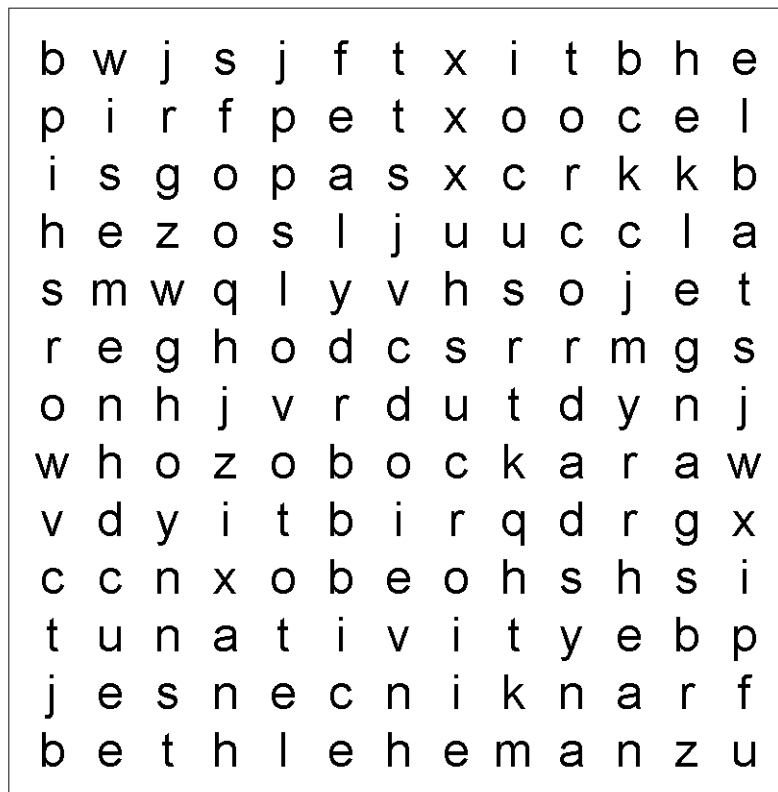 b w j s j f t x i t b h e
p i r f p e t x o o c e l
i s g o p a s x c r k k b
h e z o s l j u u c c l a
s m w q l y v h s o j e t
r e g h o d c s r r m g s
o n h j v r d u t d y n j
w h o z o b o c k a r a w
v d y i t b i r q d r g x
c c n x o b e o h s h s i
t u n a t i v i t y e b p
j e s n e c n i k n a r f
b e t h l e h e m a n z u